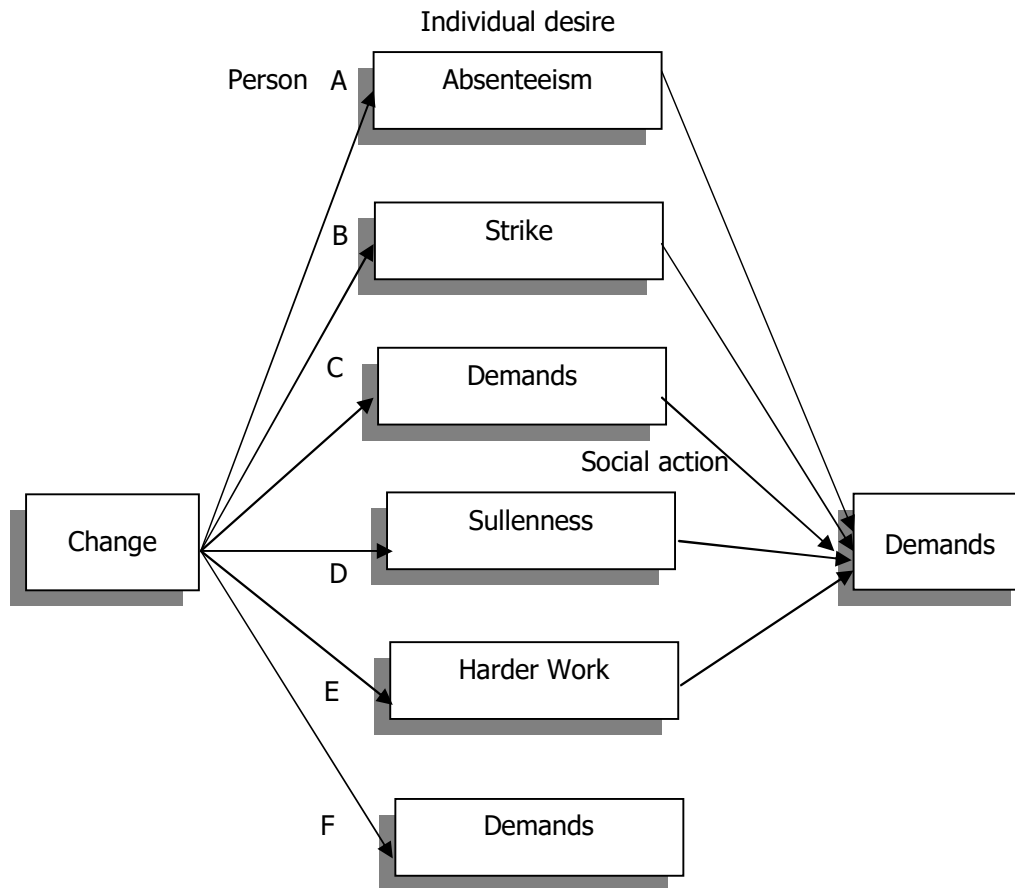 Individual desire
Person A
Absenteeism
B
Strike
C
Demands
Social action
Change
Sullenness
Demands
D
Harder Work
E
F
Demands